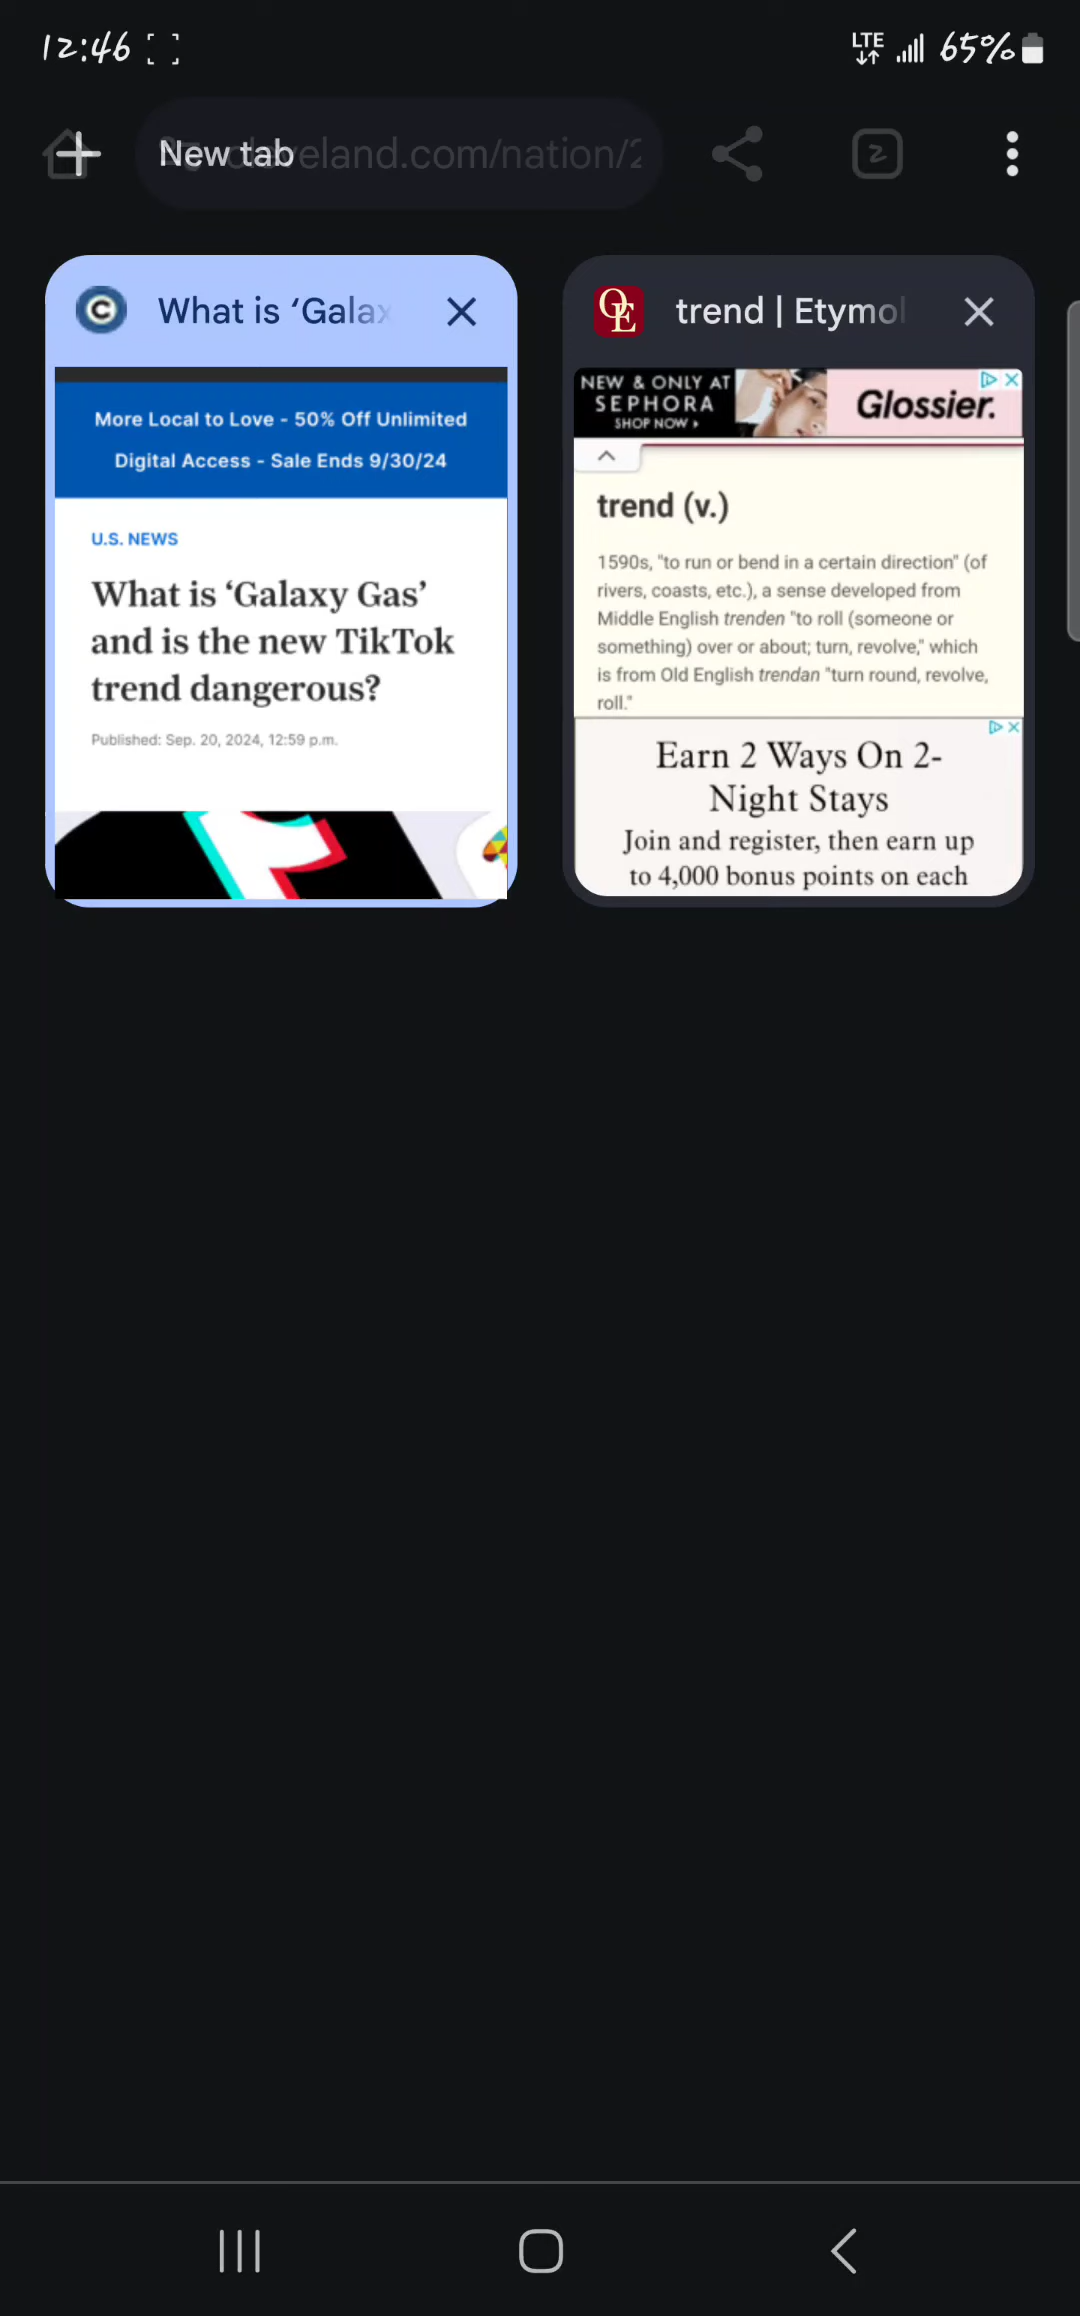 12:46
LTE 65%
New tab eland.com/nation/2
2
What is ‘Galax
trend | Etymol
More Local to Love - 50% Off Unlimited
Digital Access - Sale Ends 9/30/24
U.S. NEWS
What is ‘Galaxy Gas’
and is the new TikTok
trend dangerous?
Published: Sep. 20, 2024, 12:59 p.m.
NEW & ONLY AT
SEPHORA
SHOP NOW
Glossier.
trend (v.)
1590s, "to run or bend in a certain direction" (of
rivers, coasts, etc.), a sense developed from
Middle English trenden "to roll (someone or
something) over or about; turn, revolve," which
is from Old English trendan "turn round, revolve,
roll."
Earn 2 Ways On 2-
Night Stays
Join and register, then earn up
to 4,000 bonus points on each